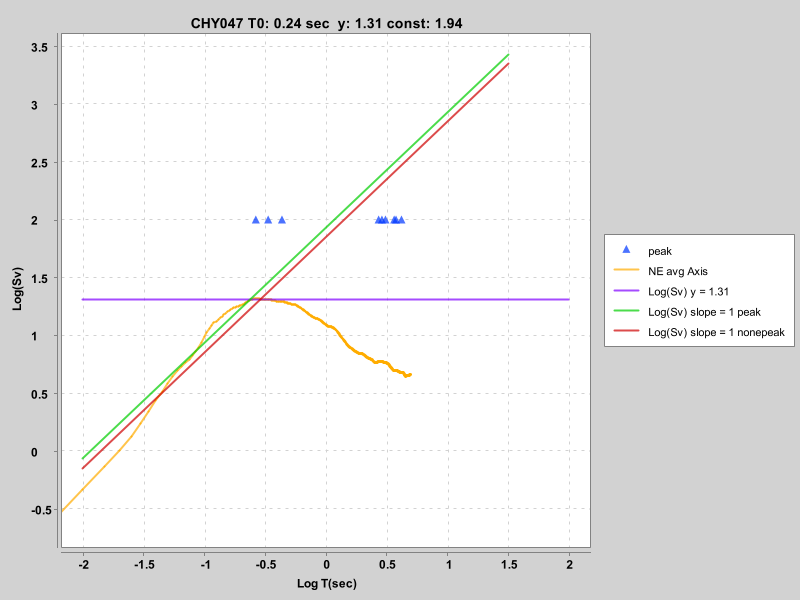 CHY047 T0: 0.24 sec  y: 1.31 const: 1.94
3.5
3
2.5
2
1.5
1
0.5
0
-0.5
Log(Sv)
-2 -1.5 -1 -0.5 0 0.5 1 1.5 2
Log T(sec)
peak
NE avg Axis
Log(Sv) y = 1.31
Log(Sv) slope = 1 peak
Log(Sv) slope = 1 nonepeak